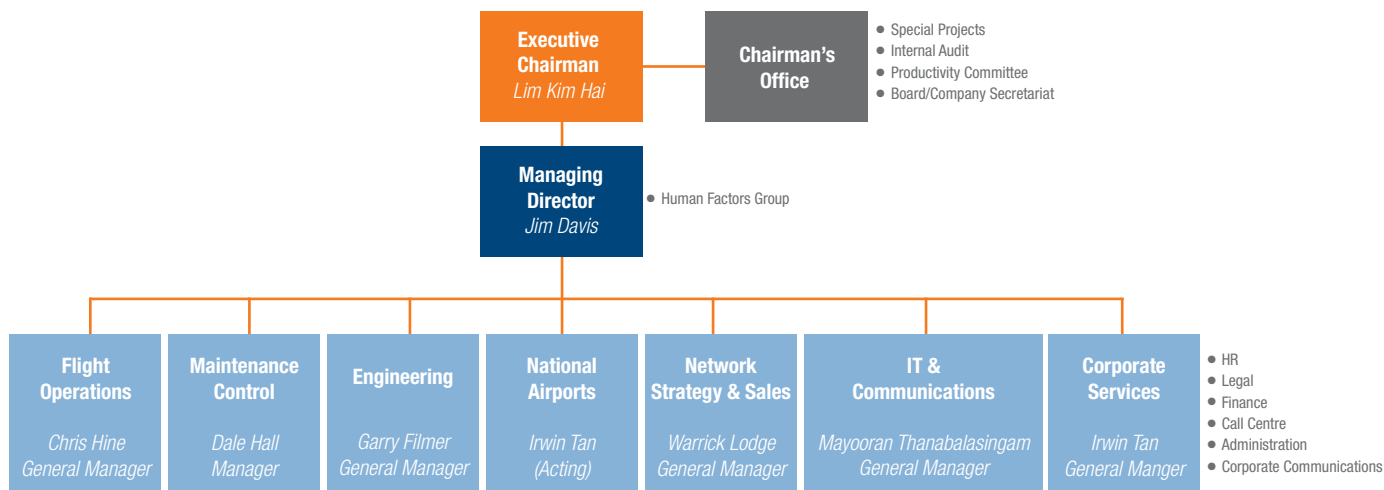 Executive
Chairman
Lim Kim Hai
Chairman's
Office
● Special Projects
● Internal Audit
● Productivity Committee
● Board/Company Secretariat
Managing
Director
Jim Davis
● Human Factors Group
Flight
Operations
Chris Hine
General Manager
Maintenance
Control
Dale Hall
Manager
Engineering
Garry Filmer
General Manager
National
Airports
Irwin Tan
(Acting)
Network
Strategy & Sales
Warrick Lodge
General Manager
IT &
Communications
Mayooran Thanabalasingam
General Manager
Corporate
Services
Irwin Tan
General Manger
● HR
● Legal
● Finance
● Call Centre
● Administration
● Corporate Communications